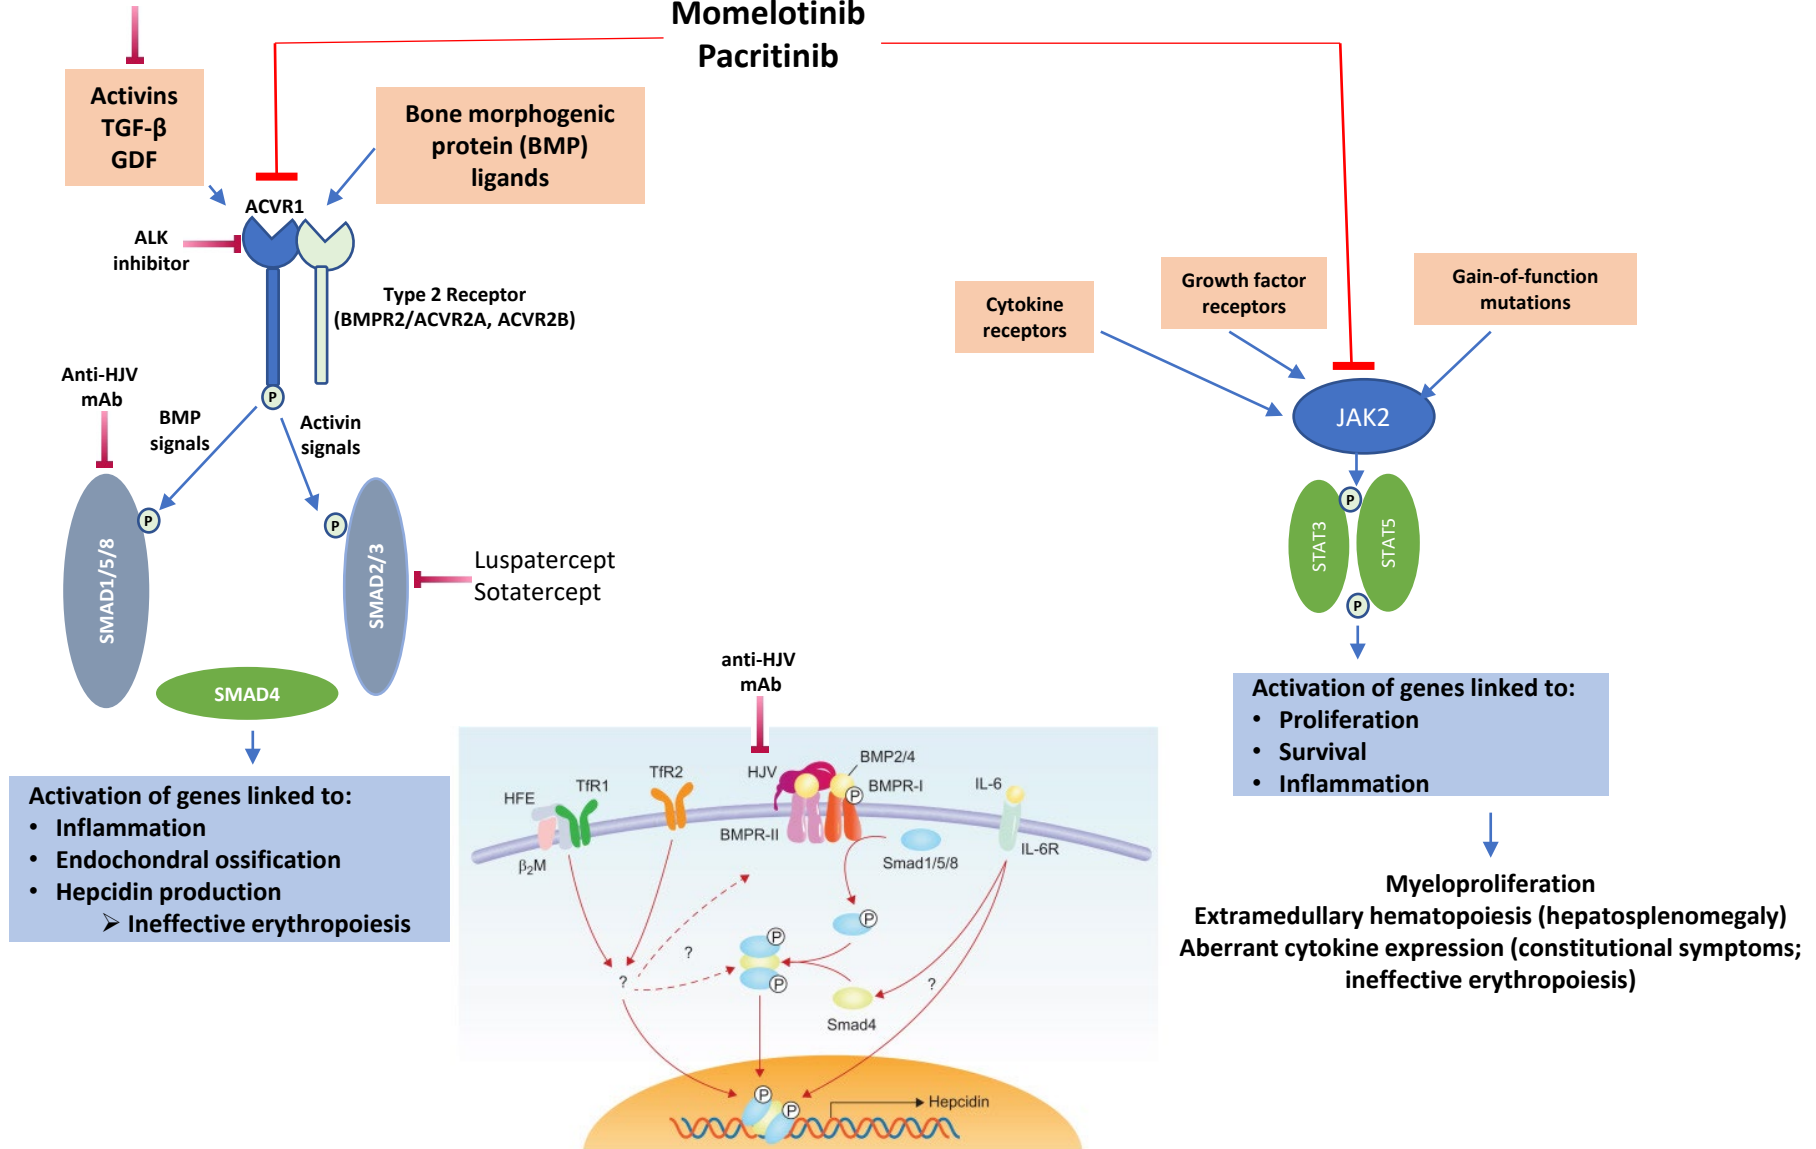 Momelotinib
Pacritinib
Activins
TGF-β
GDF
Bone morphogenic
protein (BMP)
ligands
ACVR1
ALK
inhibitor
Type 2 Receptor
(BMPR2/ACVR2A, ACVR2B)
P
Anti-HJV
mAb
BMP
signals
Activin
signals
P
P
SMAD1/5/8
SMAD2/3
Luspatercept
Sotatercept
SMAD4
Activation of genes linked to:
• Inflammation
• Endochondral ossification
• Hepcidin production
➢ Ineffective erythropoiesis
anti-HJV
mAb
HFE
TfR1
TfR2
HJV
BMP2/4
BMPR-I
P
IL-6
β2M
BMPR-II
Smad1/5/8
IL-6R
P
P
P
?
?
?
Smad4
P
P
Hepcidin
Cytokine
receptors
Growth factor
receptors
Gain-of-function
mutations
JAK2
P
STAT3
STAT5
P
Activation of genes linked to:
• Proliferation
• Survival
• Inflammation
Myeloproliferation
Extramedullary hematopoiesis (hepatosplenomegaly)
Aberrant cytokine expression (constitutional symptoms;
ineffective erythropoiesis)